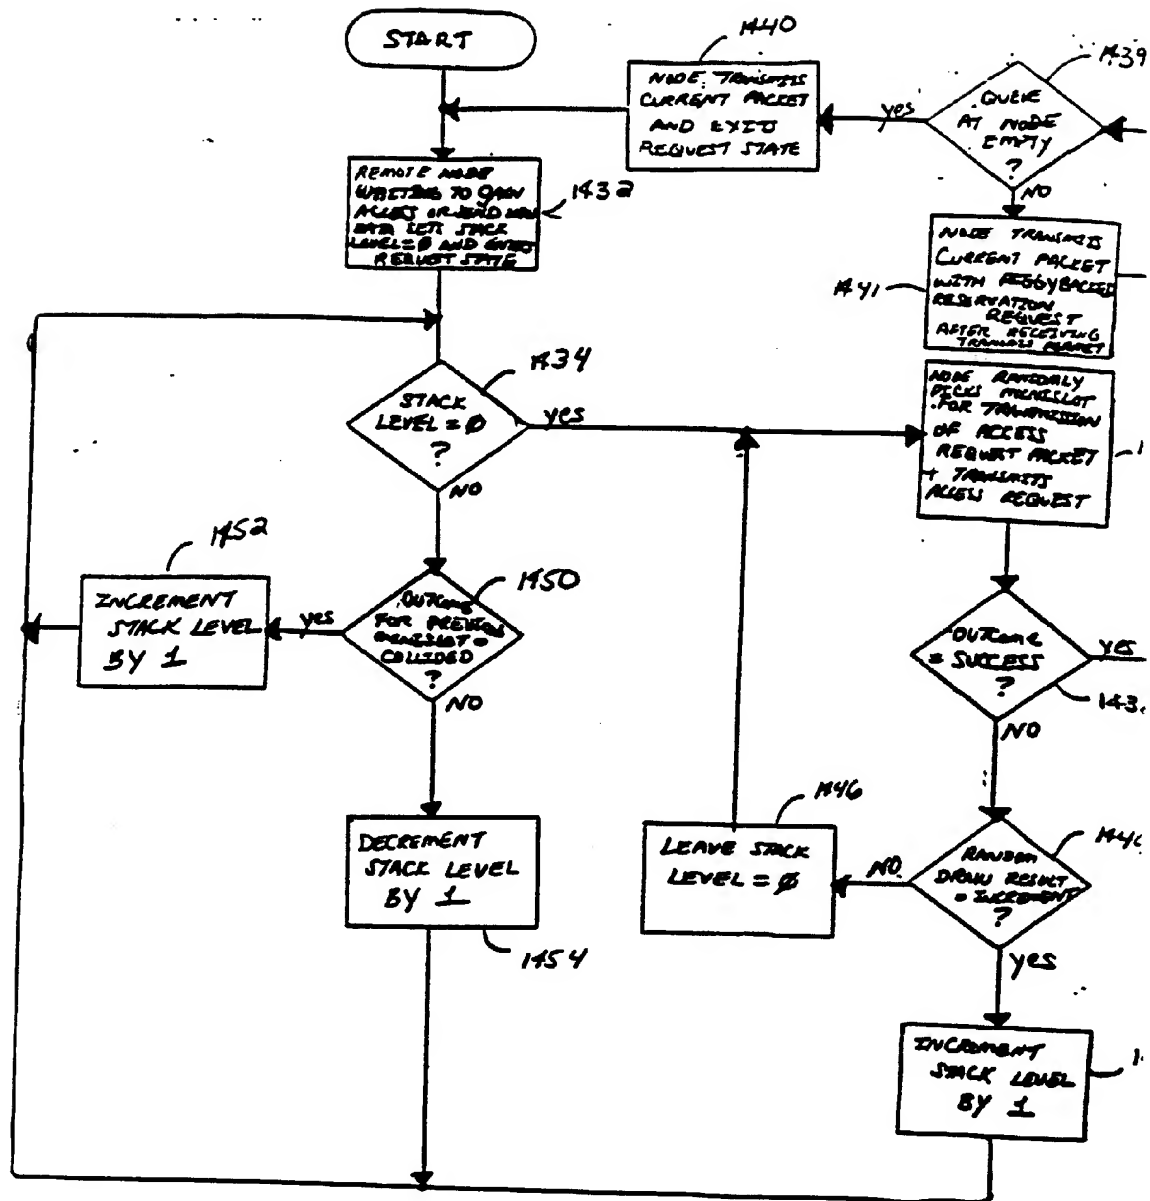 START
1440
NODE TRANSMITS
CURRENT PACKET
AND EXITS
REQUEST STATE
yes
1439
QUEUE
AT NODE
EMPTY
?
NO
REMOTE NODE
WAITING TO GAIN
ACCESS OR SEND NEW
DATA SETS STACK
LEVEL = Ø AND ENTERS
REQUEST STATE
1432
NODE TRANSMITS
CURRENT PACKET
WITH PIGGYBACKED
RESERVATION
REQUEST
AFTER RECEIVING
TRANSMIT PERMIT
1441
1434
STACK
LEVEL = Ø
?
yes
NO
NODE RANDOMLY
PICKS MINISLOT
FOR TRANSMISSION
OF ACCESS
REQUEST PACKET
+ TRANSMITS
ACCESS REQUEST
1452
INCREMENT
STACK LEVEL
BY 1
yes
1450
OUTCOME
FOR PREVIOUS
MINISLOT =
COLLIDED
?
NO
OUTCOME
= SUCCESS
?
yes
143
NO
DECREMENT
STACK LEVEL
BY 1
1454
1446
LEAVE STACK
LEVEL = Ø
NO
144
RANDOM
DRAW RESULT
= INCREMENT
?
yes
INCREMENT
STACK LEVEL
BY 1
1